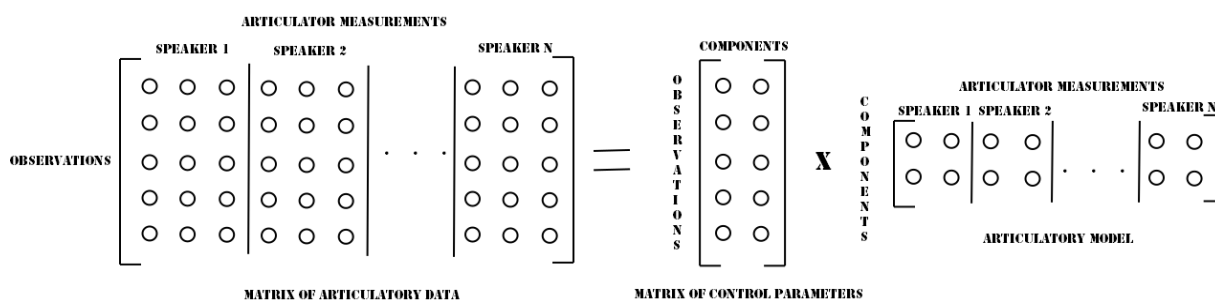 ARTICULATOR MEASUREMENTS
SPEAKER 1
SPEAKER 2
SPEAKER N
OBSERVATIONS
MATRIX OF ARTICULATORY DATA
COMPONENTS
OBSERVATIONS
MATRIX OF CONTROL PARAMETERS
X
COMPONENTS
ARTICULATOR MEASUREMENTS
SPEAKER 1
SPEAKER 2
SPEAKER N
ARTICULATORY MODEL